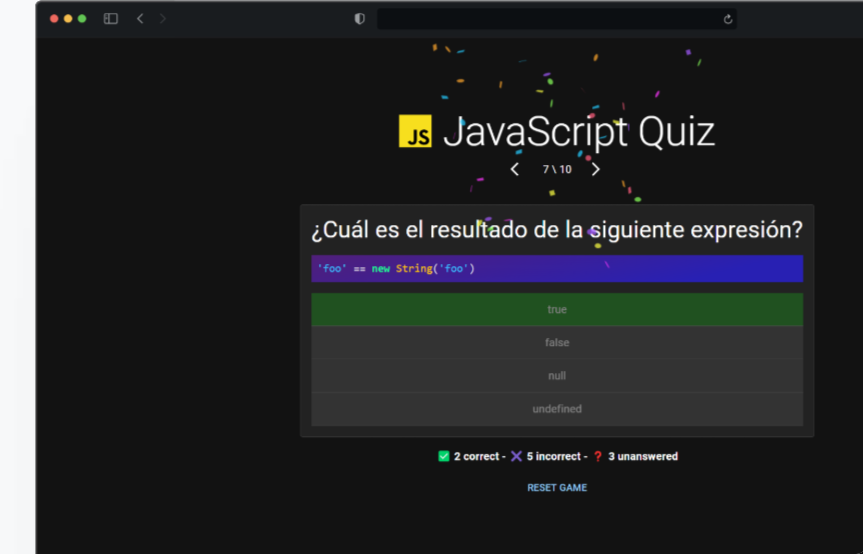 JS JavaScript Quiz
7\10
¿Cuál es el resultado de la siguiente expresión?
'foo' == new String('foo')
true
false
null
undefined
✅ 2 correct - ❌ 5 incorrect - ❓ 3 unanswered
RESET GAME